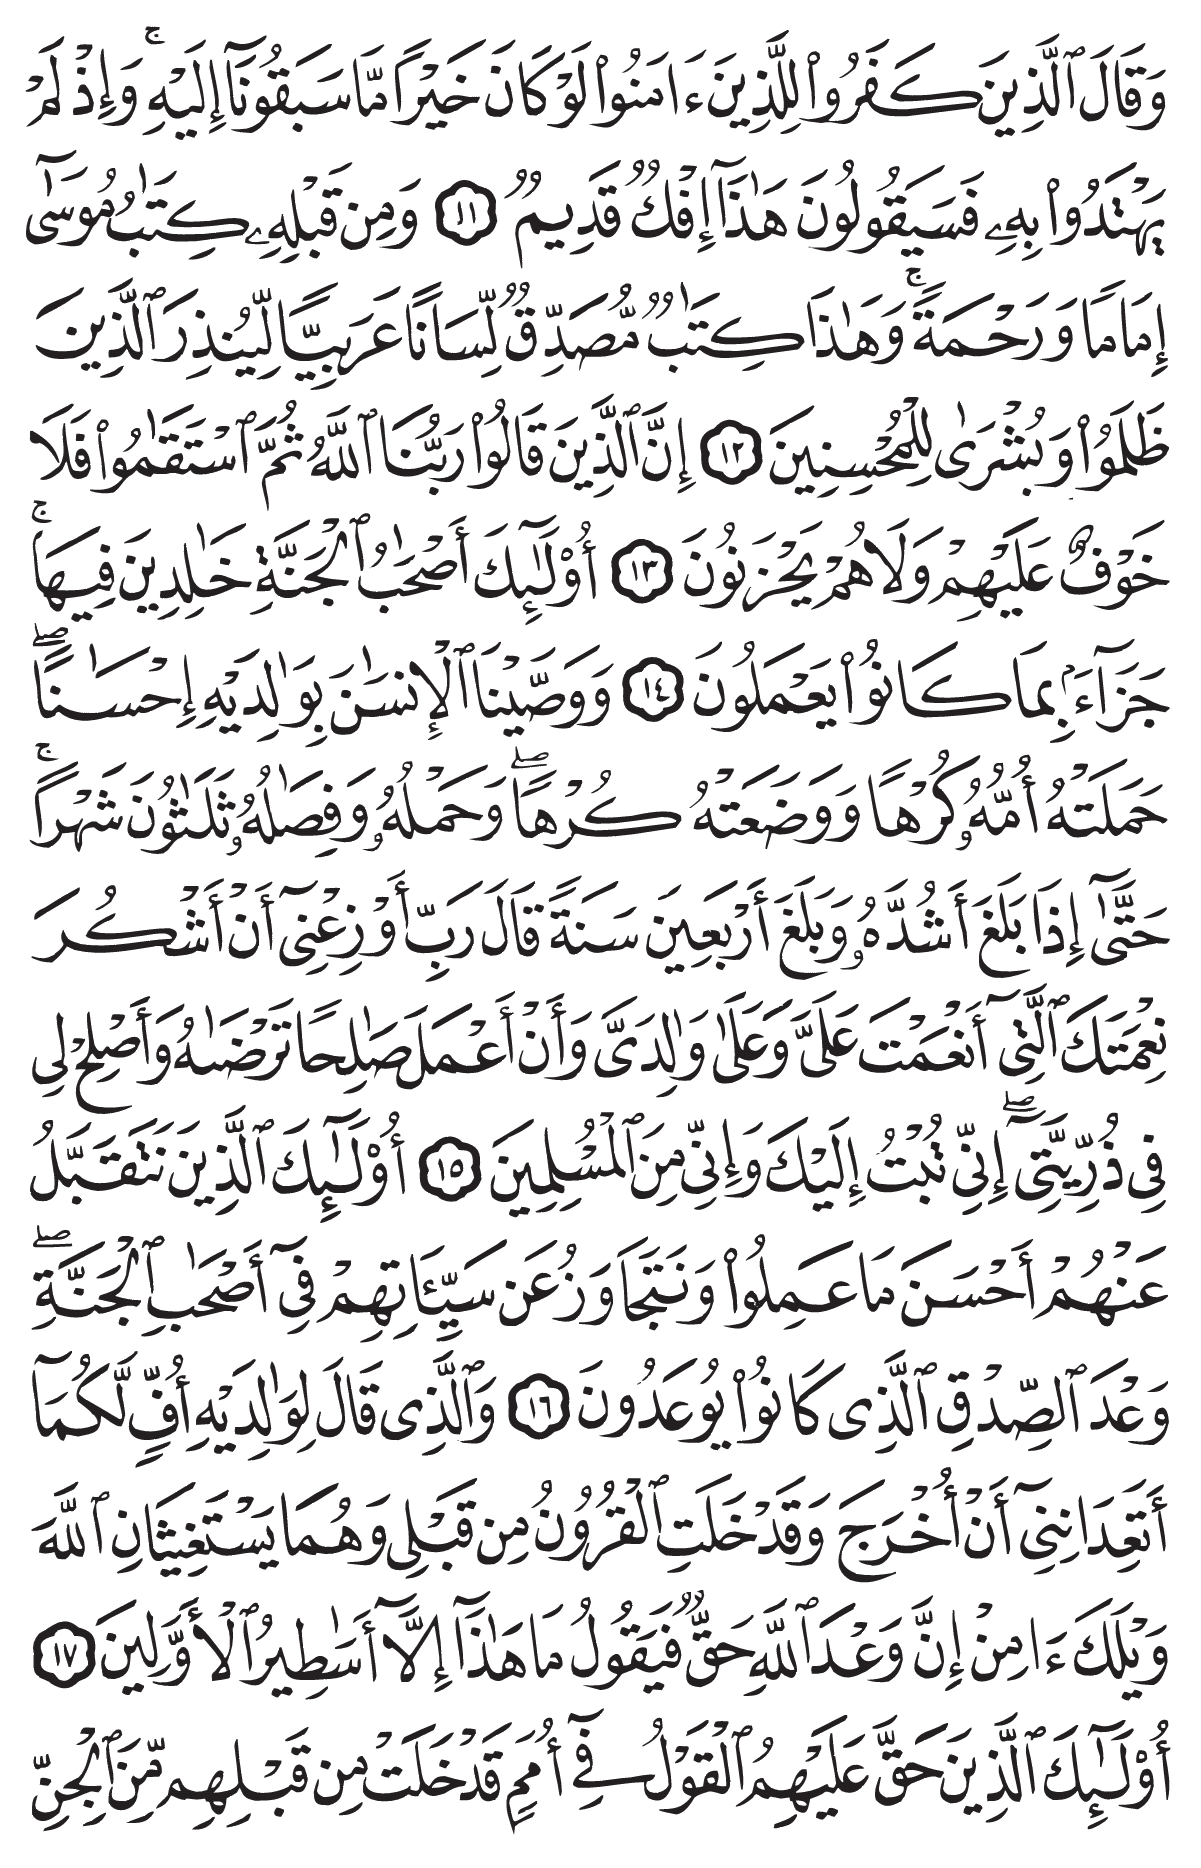 وَقَالَ ٱلَّذِينَ كَفَرُوا۟ لِلَّذِينَ ءَامَنُوا۟ لَوْ كَانَ خَيْرًا مَّا سَبَقُونَآ إِلَيْهِ ۚ وَإِذْ لَمْ
يَهْتَدُوا۟ بِهِۦ فَسَيَقُولُونَ هَٰذَآ إِفْكٌ قَدِيمٌ ١١ وَمِن قَبْلِهِۦ كِتَٰبُ مُوسَىٰٓ
إِمَامًا وَرَحْمَةً ۚ وَهَٰذَا كِتَٰبٌ مُّصَدِّقٌ لِّسَانًا عَرَبِيًّا لِّيُنذِرَ ٱلَّذِينَ
ظَلَمُوا۟ وَبُشْرَىٰ لِلْمُحْسِنِينَ ١٢ إِنَّ ٱلَّذِينَ قَالُوا۟ رَبُّنَا ٱللَّهُ ثُمَّ ٱسْتَقَٰمُوا۟ فَلَا
خَوْفٌ عَلَيْهِمْ وَلَا هُمْ يَحْزَنُونَ ١٣ أُو۟لَٰٓئِكَ أَصْحَٰبُ ٱلْجَنَّةِ خَٰلِدِينَ فِيهَا ۚ
جَزَآءًۢ بِمَا كَانُوا۟ يَعْمَلُونَ ١٤ وَوَصَّيْنَا ٱلْإِنسَٰنَ بِوَٰلِدَيْهِ إِحْسَٰنًا ۖ
حَمَلَتْهُ أُمُّهُۥ كُرْهًا وَوَضَعَتْهُ كُرْهًا ۖ وَحَمْلُهُۥ وَفِصَٰلُهُۥ ثَلَٰثُونَ شَهْرًا ۚ
حَتَّىٰٓ إِذَا بَلَغَ أَشُدَّهُۥ وَبَلَغَ أَرْبَعِينَ سَنَةً قَالَ رَبِّ أَوْزِعْنِىٓ أَنْ أَشْكُرَ
نِعْمَتَكَ ٱلَّتِىٓ أَنْعَمْتَ عَلَىَّ وَعَلَىٰ وَٰلِدَىَّ وَأَنْ أَعْمَلَ صَٰلِحًا تَرْضَىٰهُ وَأَصْلِحْ لِى
فِى ذُرِّيَّتِىٓ ۖ إِنِّى تُبْتُ إِلَيْكَ وَإِنِّى مِنَ ٱلْمُسْلِمِينَ ١٥ أُو۟لَٰٓئِكَ ٱلَّذِينَ نَتَقَبَّلُ
عَنْهُمْ أَحْسَنَ مَا عَمِلُوا۟ وَنَتَجَاوَزُ عَن سَيِّـَٔاتِهِمْ فِىٓ أَصْحَٰبِ ٱلْجَنَّةِ ۖ
وَعْدَ ٱلصِّدْقِ ٱلَّذِى كَانُوا۟ يُوعَدُونَ ١٦ وَٱلَّذِى قَالَ لِوَٰلِدَيْهِ أُفٍّ لَّكُمَآ
أَتَعِدَانِنِىٓ أَنْ أُخْرَجَ وَقَدْ خَلَتِ ٱلْقُرُونُ مِن قَبْلِى وَهُمَا يَسْتَغِيثَانِ ٱللَّهَ
وَيْلَكَ ءَامِنْ إِنَّ وَعْدَ ٱللَّهِ حَقٌّ فَيَقُولُ مَا هَٰذَآ إِلَّآ أَسَٰطِيرُ ٱلْأَوَّلِينَ ١٧
أُو۟لَٰٓئِكَ ٱلَّذِينَ حَقَّ عَلَيْهِمُ ٱلْقَوْلُ فِىٓ أُمَمٍ قَدْ خَلَتْ مِن قَبْلِهِم مِّنَ ٱلْجِنِّ